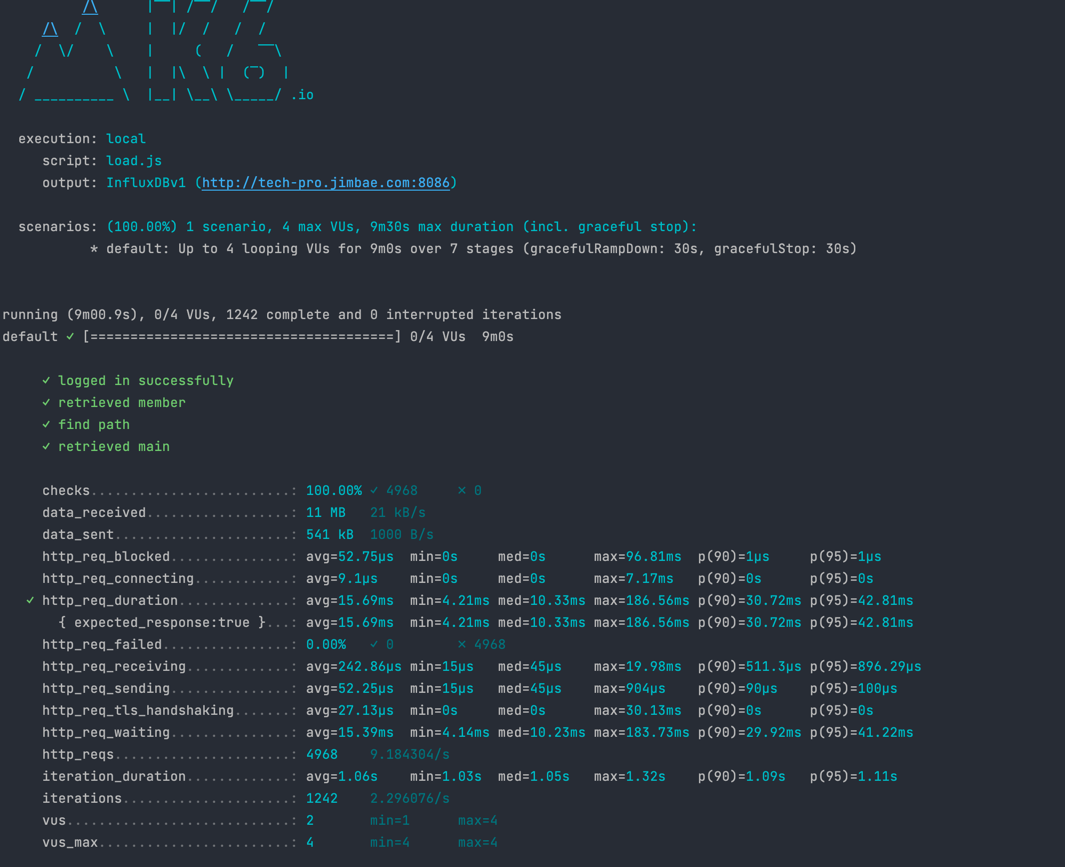 /\      |‾‾| /‾‾/   /‾‾/
     /\  /  \     |  |/  /   /  /
    /  \/    \    |     (   /   ‾‾\
   /          \   |  |\  \ |  (‾)  |
  / __________ \  |__| \__\ \_____/ .io
execution: local
script: load.js
output: InfluxDBv1 (http://tech-pro.jimbae.com:8086)
scenarios: (100.00%) 1 scenario, 4 max VUs, 9m30s max duration (incl. graceful stop):
* default: Up to 4 looping VUs for 9m0s over 7 stages (gracefulRampDown: 30s, gracefulStop: 30s)
running (9m00.9s), 0/4 VUs, 1242 complete and 0 interrupted iterations
default ✓ [======================================] 0/4 VUs  9m0s
✓ logged in successfully
✓ retrieved member
✓ find path
✓ retrieved main
checks.........................: 100.00% ✓ 4968     ✗ 0
data_received..................: 11 MB   21 kB/s
data_sent......................: 541 kB  1000 B/s
http_req_blocked...............: avg=52.75µs  min=0s     med=0s      max=96.81ms  p(90)=1µs     p(95)=1µs
http_req_connecting............: avg=9.1µs    min=0s     med=0s      max=7.17ms   p(90)=0s      p(95)=0s
✓ http_req_duration..............: avg=15.69ms  min=4.21ms med=10.33ms max=186.56ms p(90)=30.72ms p(95)=42.81ms
{ expected_response:true }...: avg=15.69ms  min=4.21ms med=10.33ms max=186.56ms p(90)=30.72ms p(95)=42.81ms
http_req_failed................: 0.00%   ✓ 0        ✗ 4968
http_req_receiving.............: avg=242.86µs min=15µs   med=45µs    max=19.98ms  p(90)=511.3µs p(95)=896.29µs
http_req_sending...............: avg=52.25µs  min=15µs   med=45µs    max=904µs    p(90)=90µs    p(95)=100µs
http_req_tls_handshaking.......: avg=27.13µs  min=0s     med=0s      max=30.13ms  p(90)=0s      p(95)=0s
http_req_waiting...............: avg=15.39ms  min=4.14ms med=10.23ms max=183.73ms p(90)=29.92ms p(95)=41.22ms
http_reqs......................: 4968    9.184304/s
iteration_duration.............: avg=1.06s    min=1.03s  med=1.05s   max=1.32s    p(90)=1.09s   p(95)=1.11s
iterations.....................: 1242    2.296076/s
vus............................: 2       min=1      max=4
vus_max........................: 4       min=4      max=4